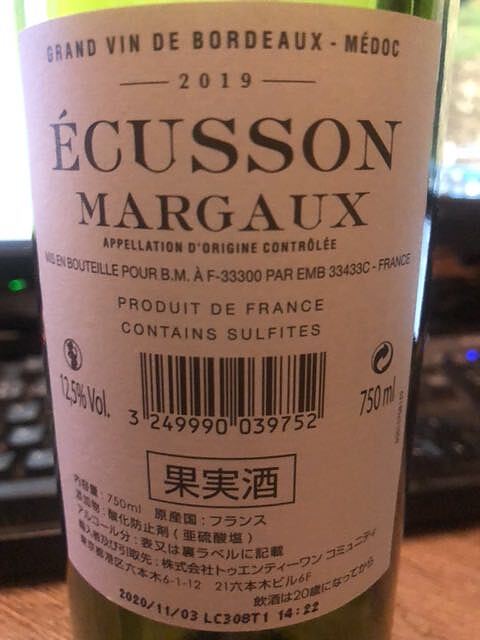 GRAND VIN DE BORDEAUX - MÉDOC
2019
ÉCUSSON
MARGAUX
APPELLATION D'ORIGINE CONTRÔLÉE
MIS EN BOUTEILLE POUR B.M. À F-33300 PAR EMB 33433C - FRANCE
PRODUIT DE FRANCE
CONTAINS SULFITES
12,5% Vol.
750 ml
3 249990 039752
果実酒
内容量：750ml 原産国：フランス
添加物：酸化防止剤（亜硫酸塩）
アルコール分：表又は裏ラベルに記載
輸入者及び引取先：株式会社トゥエンティーワン コミュニティ
東京都港区六本木6-1-12 21六本木ビル6F
飲酒は20歳になってから
2020/11/03 LC308T1 14:22